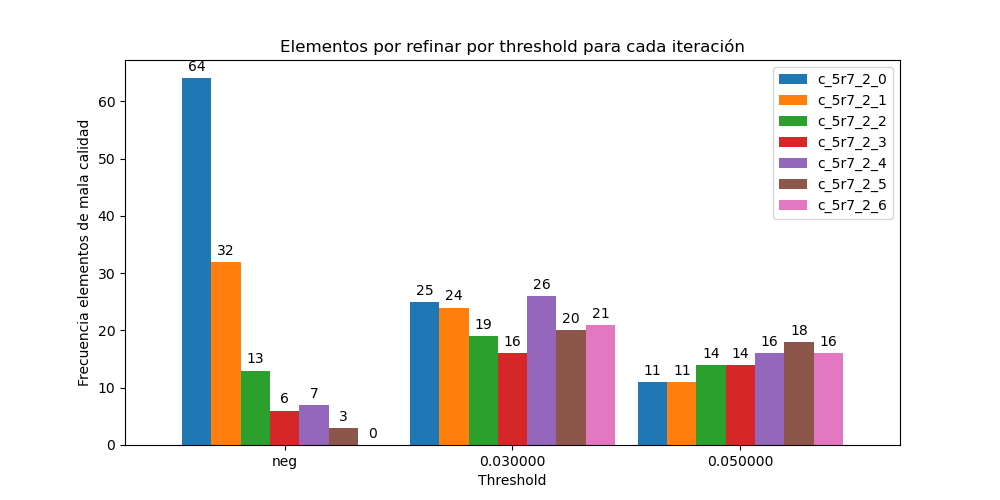 Elementos por refinar por threshold para cada iteración
Frecuencia elementos de mala calidad
60
50
40
30
20
10
0
64
32
13
6
7
3
0
25
24
19
16
26
20
21
11
11
14
14
16
18
16
c_5r7_2_0
c_5r7_2_1
c_5r7_2_2
c_5r7_2_3
c_5r7_2_4
c_5r7_2_5
c_5r7_2_6
neg
0.030000
0.050000
Threshold